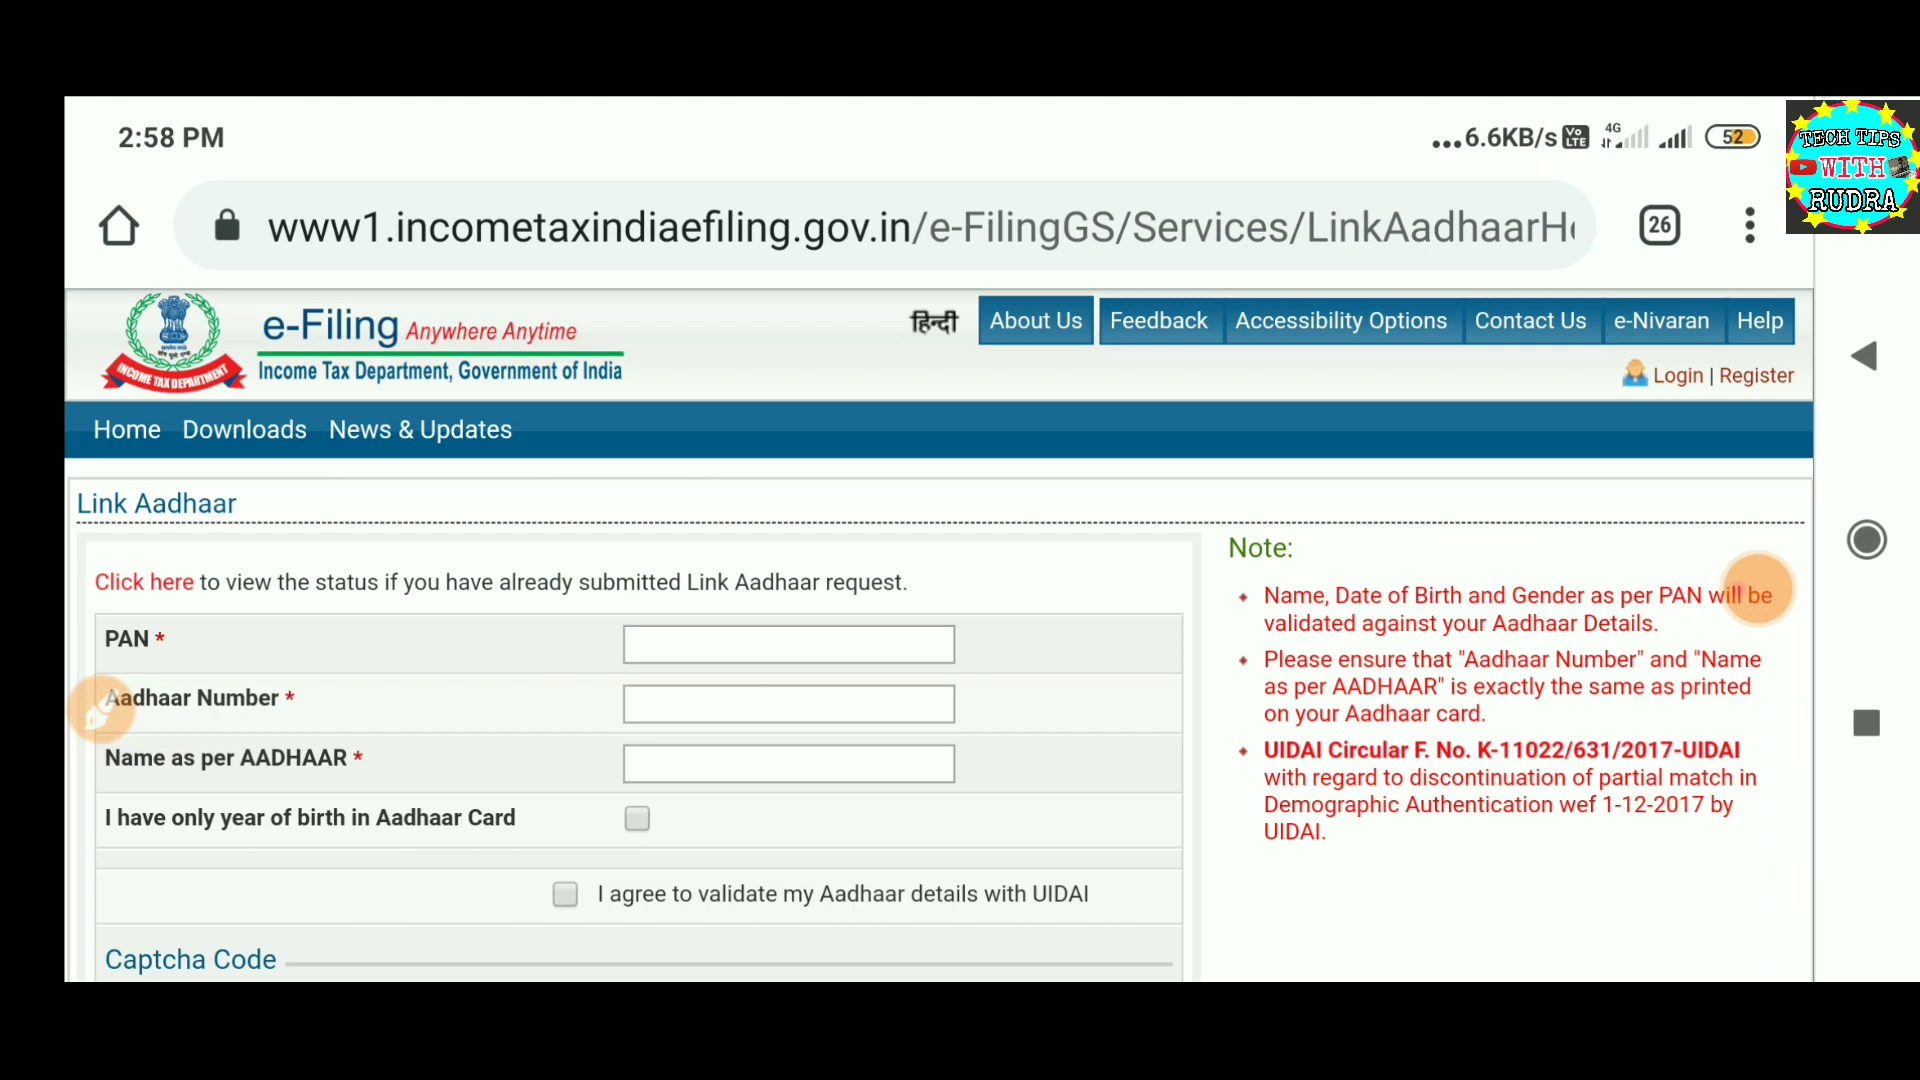 2:58 PM
...6.6KB/s Vo LTE 4G 52
TECH TIPS
WITH
RUDRA
www1.incometaxindiaefiling.gov.in/e-FilingGS/Services/LinkAadhaarH
26
e-Filing Anywhere Anytime
Income Tax Department, Government of India
INCOME TAX DEPARTMENT
हिन्दी About Us Feedback Accessibility Options Contact Us e-Nivaran Help
Login | Register
Home Downloads News & Updates
Link Aadhaar
Click here to view the status if you have already submitted Link Aadhaar request.
PAN *
Aadhaar Number *
Name as per AADHAAR *
I have only year of birth in Aadhaar Card
I agree to validate my Aadhaar details with UIDAI
Captcha Code
Note:
Name, Date of Birth and Gender as per PAN will be
validated against your Aadhaar Details.
Please ensure that "Aadhaar Number" and "Name
as per AADHAAR" is exactly the same as printed
on your Aadhaar card.
UIDAI Circular F. No. K-11022/631/2017-UIDAI
with regard to discontinuation of partial match in
Demographic Authentication wef 1-12-2017 by
UIDAI.